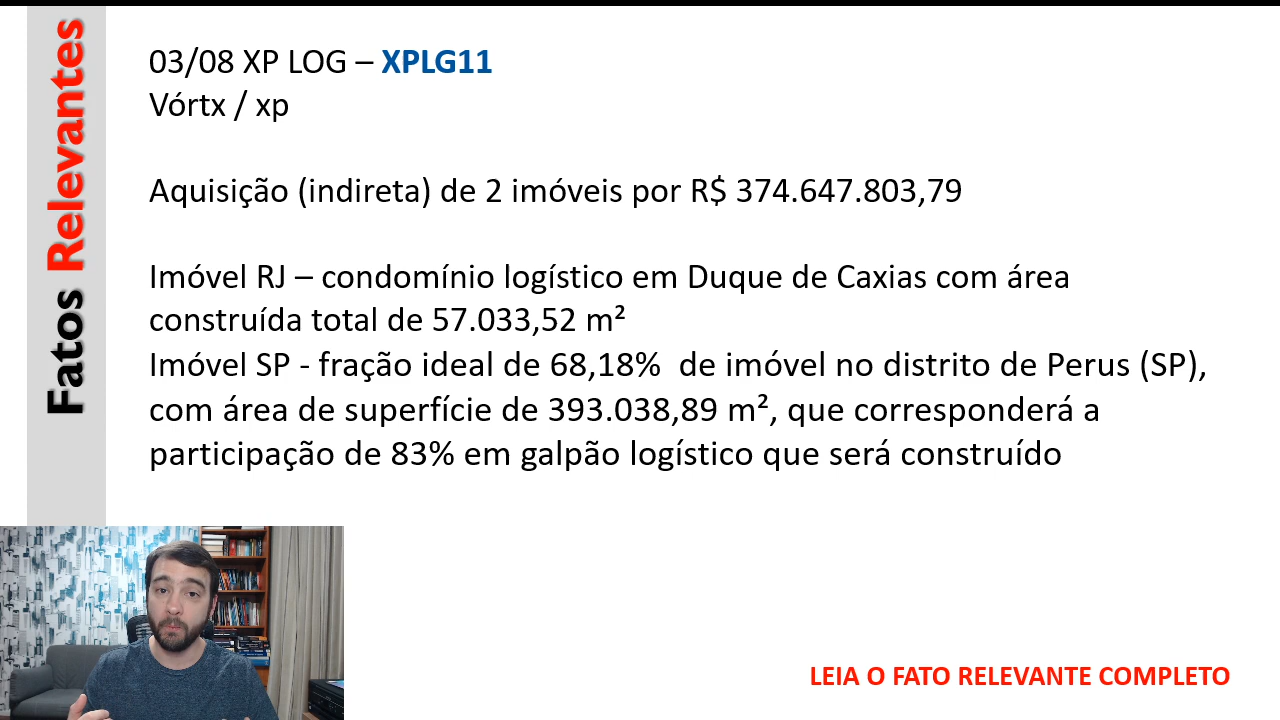 Fatos Relevantes
03/08 XP LOG – XPLG11
Vórtx / xp
Aquisição (indireta) de 2 imóveis por R$ 374.647.803,79
Imóvel RJ – condomínio logístico em Duque de Caxias com área
construída total de 57.033,52 m²
Imóvel SP - fração ideal de 68,18%  de imóvel no distrito de Perus (SP),
com área de superfície de 393.038,89 m², que corresponderá a
participação de 83% em galpão logístico que será construído
LEIA O FATO RELEVANTE COMPLETO